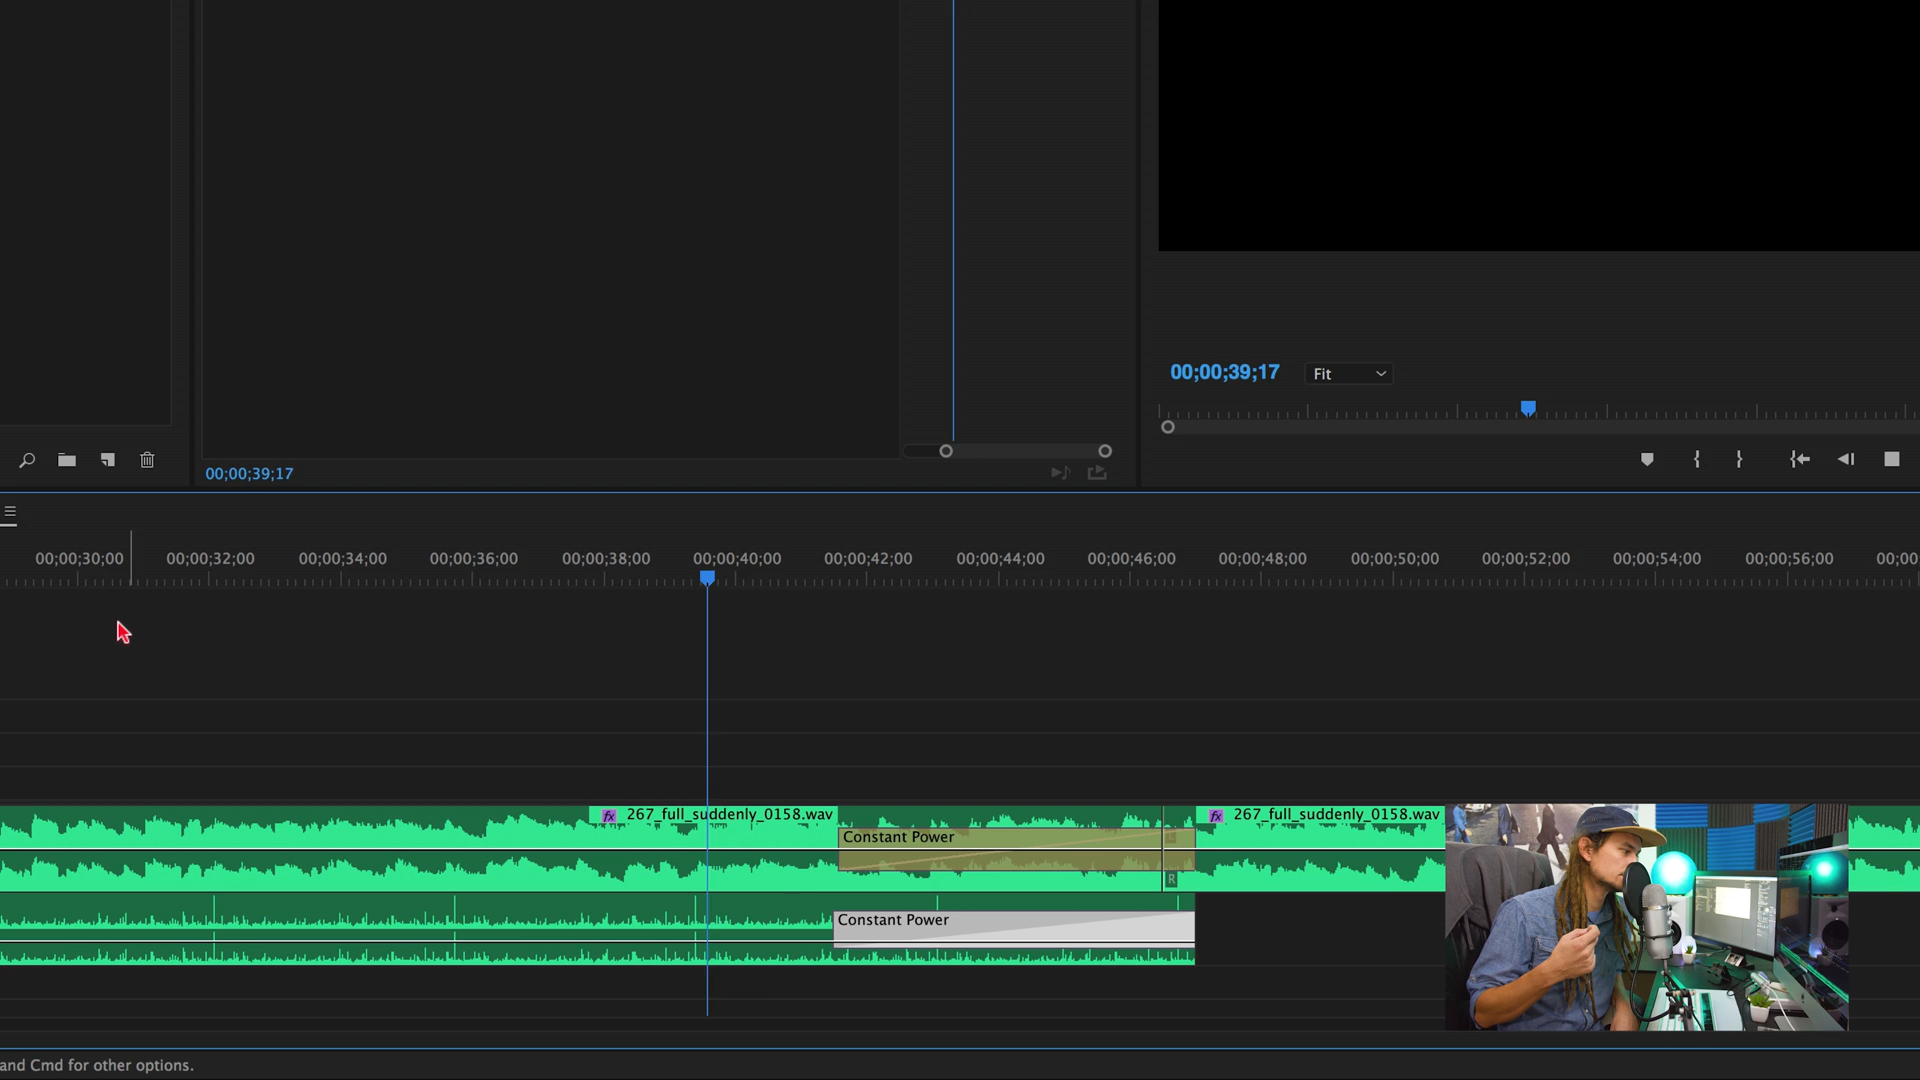 00;00;39;17
Fit
00;00;39;17
00;00;30;00 00;00;32;00 00;00;34;00 00;00;36;00 00;00;38;00 00;00;40;00 00;00;42;00 00;00;44;00 00;00;46;00 00;00;48;00 00;00;50;00 00;00;52;00 00;00;54;00 00;00;56;00 00;00
fx 267_full_suddenly_0158.wav fx 267_full_suddenly_0158.wav
Constant Power
R
Constant Power
and Cmd for other options.